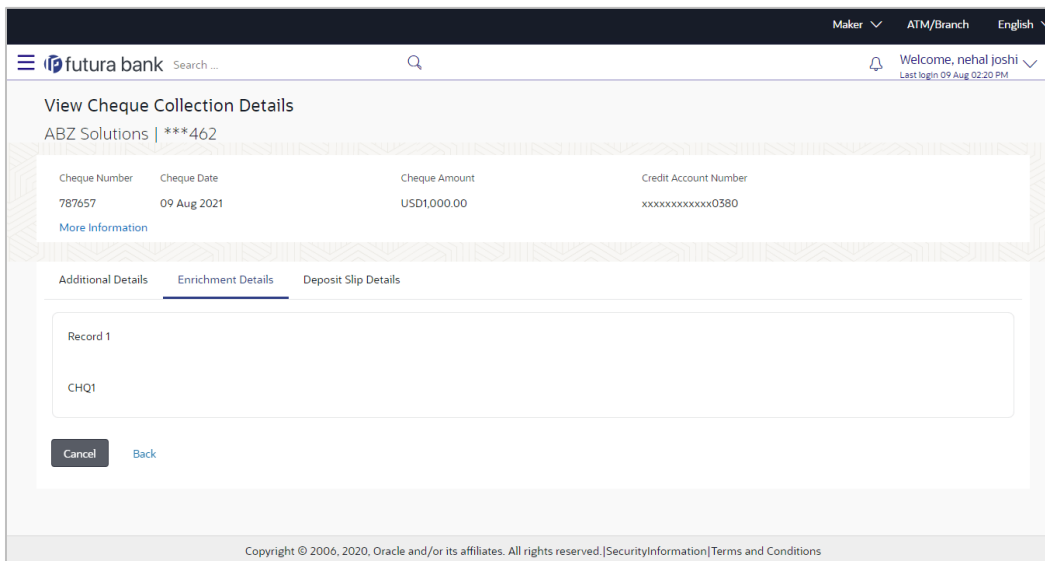 Maker ATM/Branch English
futura bank Search ... Welcome, nehal joshi
Last login 09 Aug 02:20 PM
View Cheque Collection Details
ABZ Solutions | ***462
Cheque Number Cheque Date Cheque Amount Credit Account Number
787657 09 Aug 2021 USD1,000.00 xxxxxxxxxxxx0380
More Information
Additional Details Enrichment Details Deposit Slip Details
Record 1
CHQ1
Cancel Back
Copyright © 2006, 2020, Oracle and/or its affiliates. All rights reserved.|SecurityInformation|Terms and Conditions